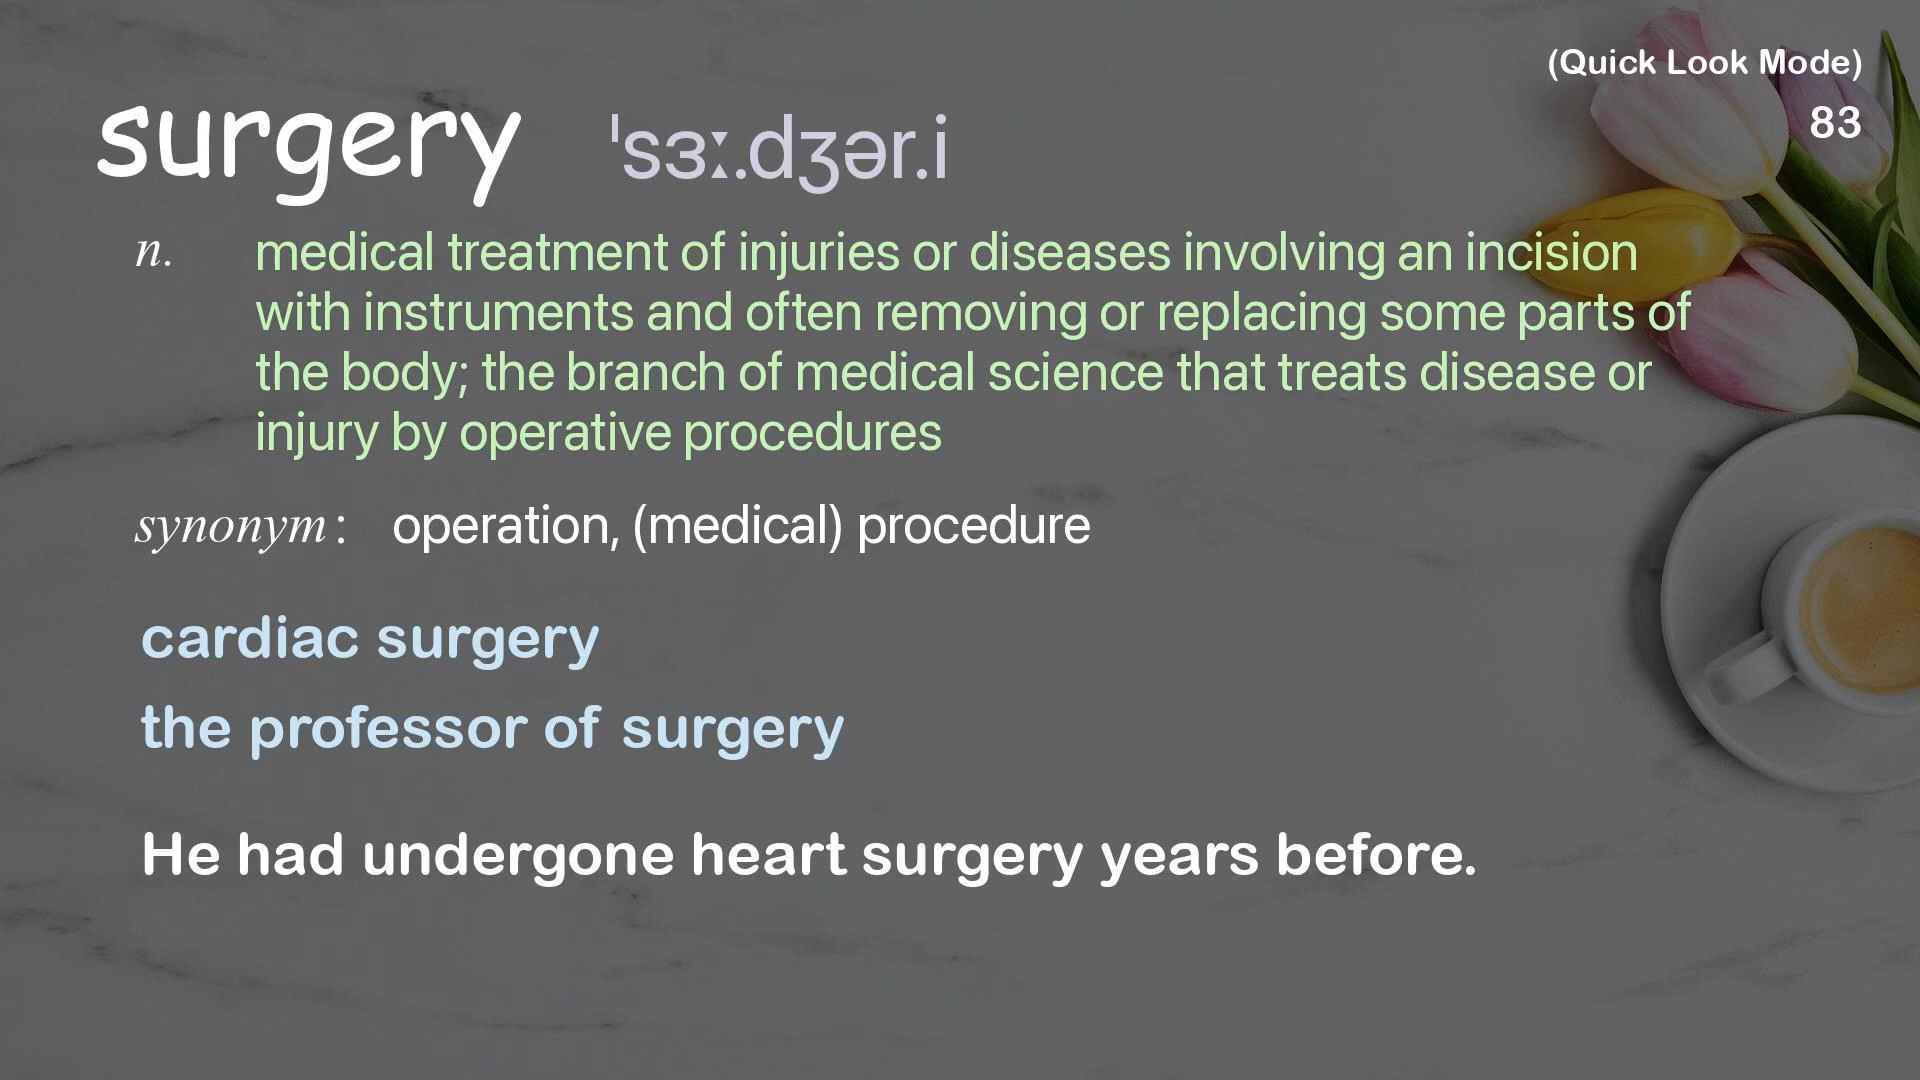 (Quick Look Mode)
83
surgery ˈsɜː.dʒər.i
n. medical treatment of injuries or diseases involving an incision
with instruments and often removing or replacing some parts of
the body; the branch of medical science that treats disease or
injury by operative procedures
synonym: operation, (medical) procedure
cardiac surgery
the professor of surgery
He had undergone heart surgery years before.